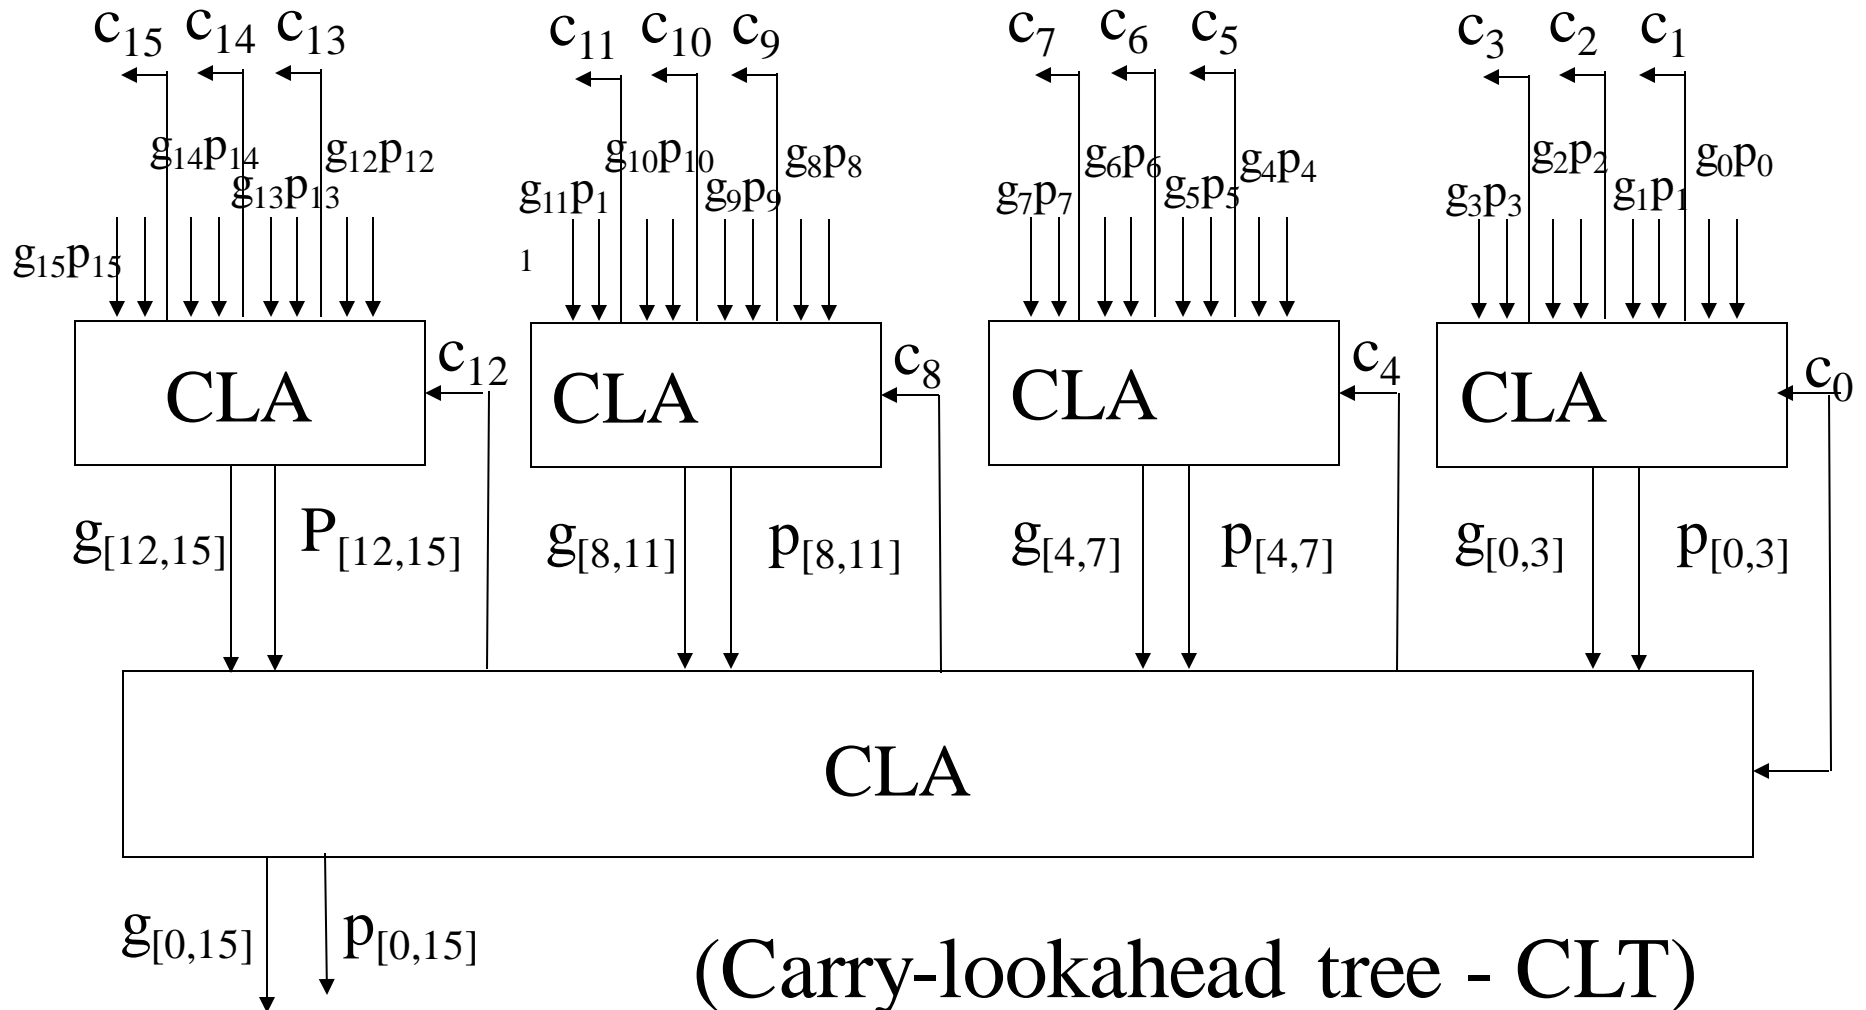 c15 c14 c13 c11 c10 c9 c7 c6 c5 c3 c2 c1
g14p14 g12p12 g10p10 g8p8 g6p6 g4p4 g2p2 g0p0
g13p13 g11p1 g9p9 g7p7 g5p5 g3p3 g1p1
g15p15 1
CLA c12 CLA c8 CLA c4 CLA c0
g[12,15] P[12,15] g[8,11] p[8,11] g[4,7] p[4,7] g[0,3] p[0,3]
CLA
g[0,15] p[0,15]
(Carry-lookahead tree - CLT)